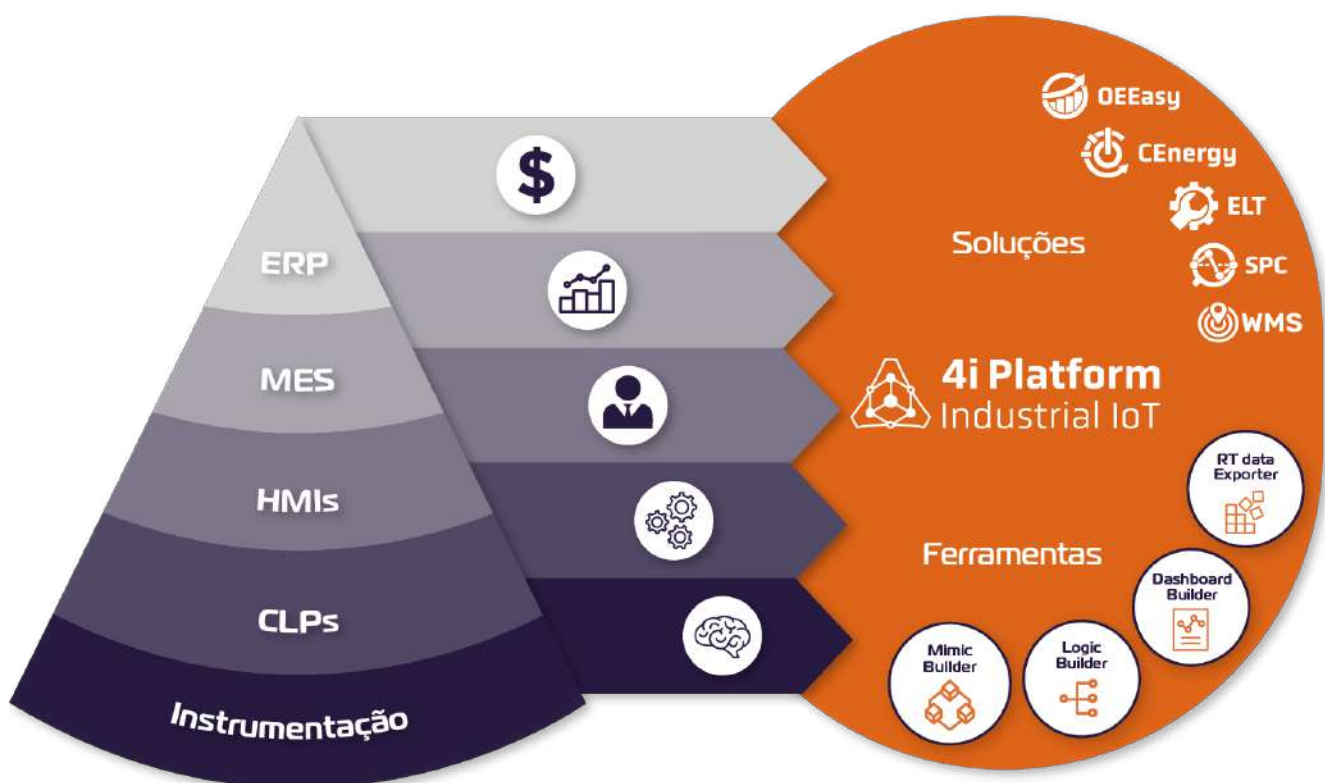 ERP
MES
HMIs
CLPs
Instrumentação
$
OEEasy
CEnergy
ELT
SPC
WMS
Soluções
4i Platform
Industrial IoT
Ferramentas
RT data
Exporter
Dashboard
Builder
Logic
Builder
Mimic
Builder